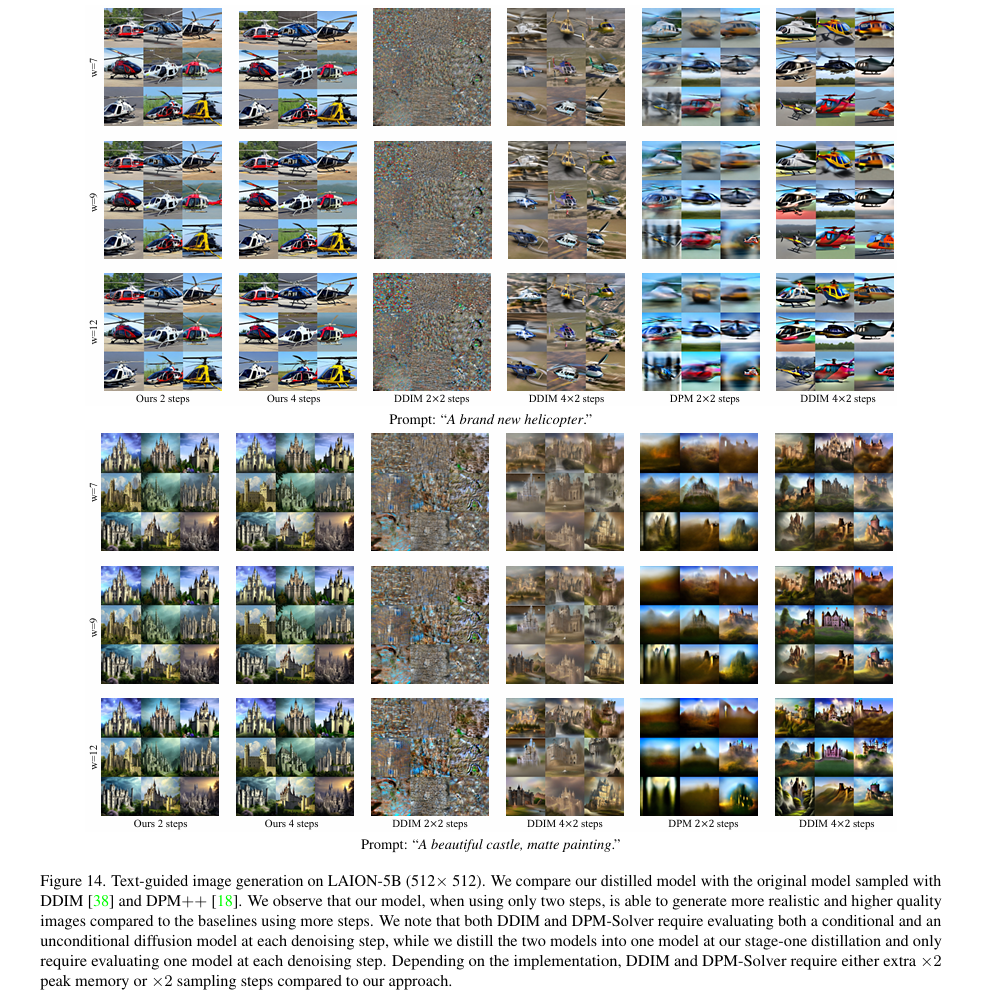 w=7
w=9
w=12
Ours 2 steps
Ours 4 steps
DDIM 2×2 steps
DDIM 4×2 steps
DPM 2×2 steps
DDIM 4×2 steps
Prompt: “A brand new helicopter.”
w=7
w=9
w=12
Ours 2 steps
Ours 4 steps
DDIM 2×2 steps
DDIM 4×2 steps
DPM 2×2 steps
DDIM 4×2 steps
Prompt: “A beautiful castle, matte painting.”
Figure 14. Text-guided image generation on LAION-5B (512× 512). We compare our distilled model with the original model sampled with
DDIM [38] and DPM++ [18]. We observe that our model, when using only two steps, is able to generate more realistic and higher quality
images compared to the baselines using more steps. We note that both DDIM and DPM-Solver require evaluating both a conditional and an
unconditional diffusion model at each denoising step, while we distill the two models into one model at our stage-one distillation and only
require evaluating one model at each denoising step. Depending on the implementation, DDIM and DPM-Solver require either extra ×2
peak memory or ×2 sampling steps compared to our approach.